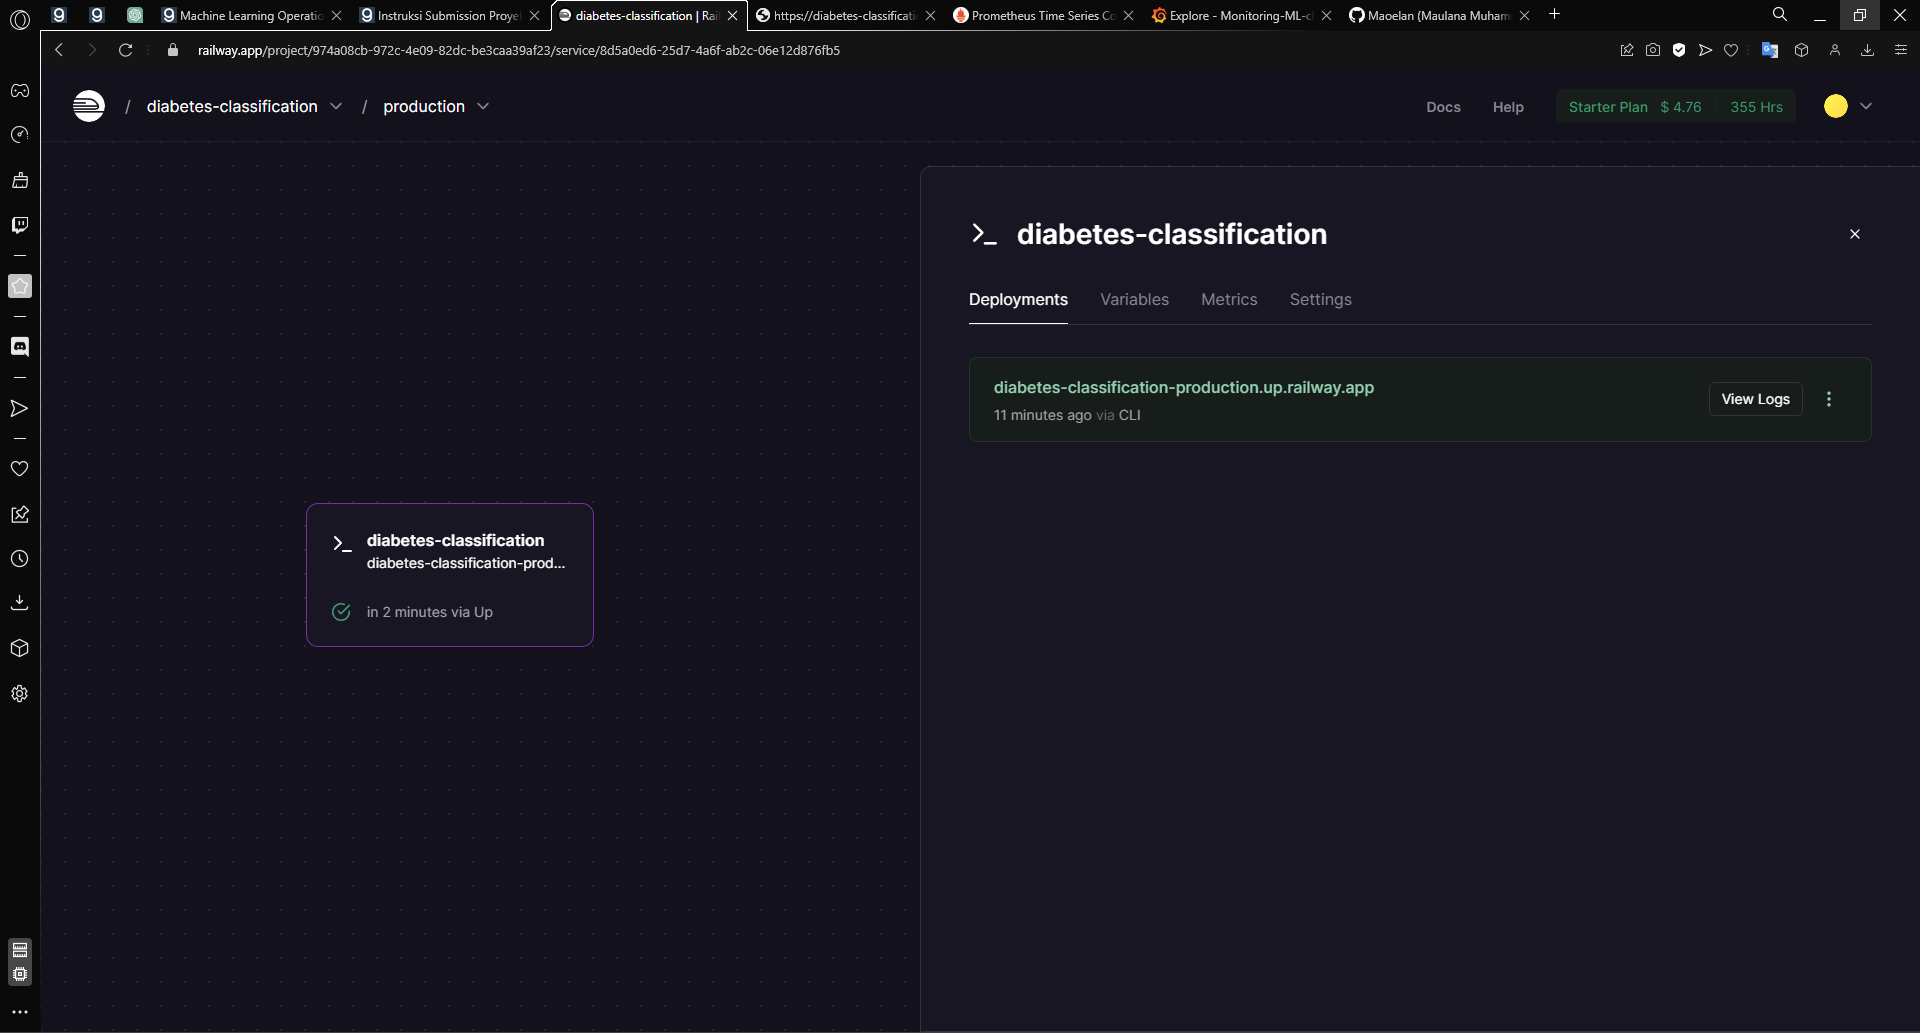 Machine Learning Operatio
Instruksi Submission Proye
diabetes-classification | Rai
https://diabetes-classificati
Prometheus Time Series Co
Explore - Monitoring-ML-cl
Maoelan (Maulana Muham
railway.app/project/974a08cb-972c-4e09-82dc-be3caa39af23/service/8d5a0ed6-25d7-4a6f-ab2c-06e12d876fb5
/ diabetes-classification / production
Docs Help Starter Plan $ 4.76 355 Hrs
diabetes-classification
Deployments Variables Metrics Settings
diabetes-classification-production.up.railway.app
11 minutes ago via CLI
View Logs
diabetes-classification
diabetes-classification-prod...
in 2 minutes via Up